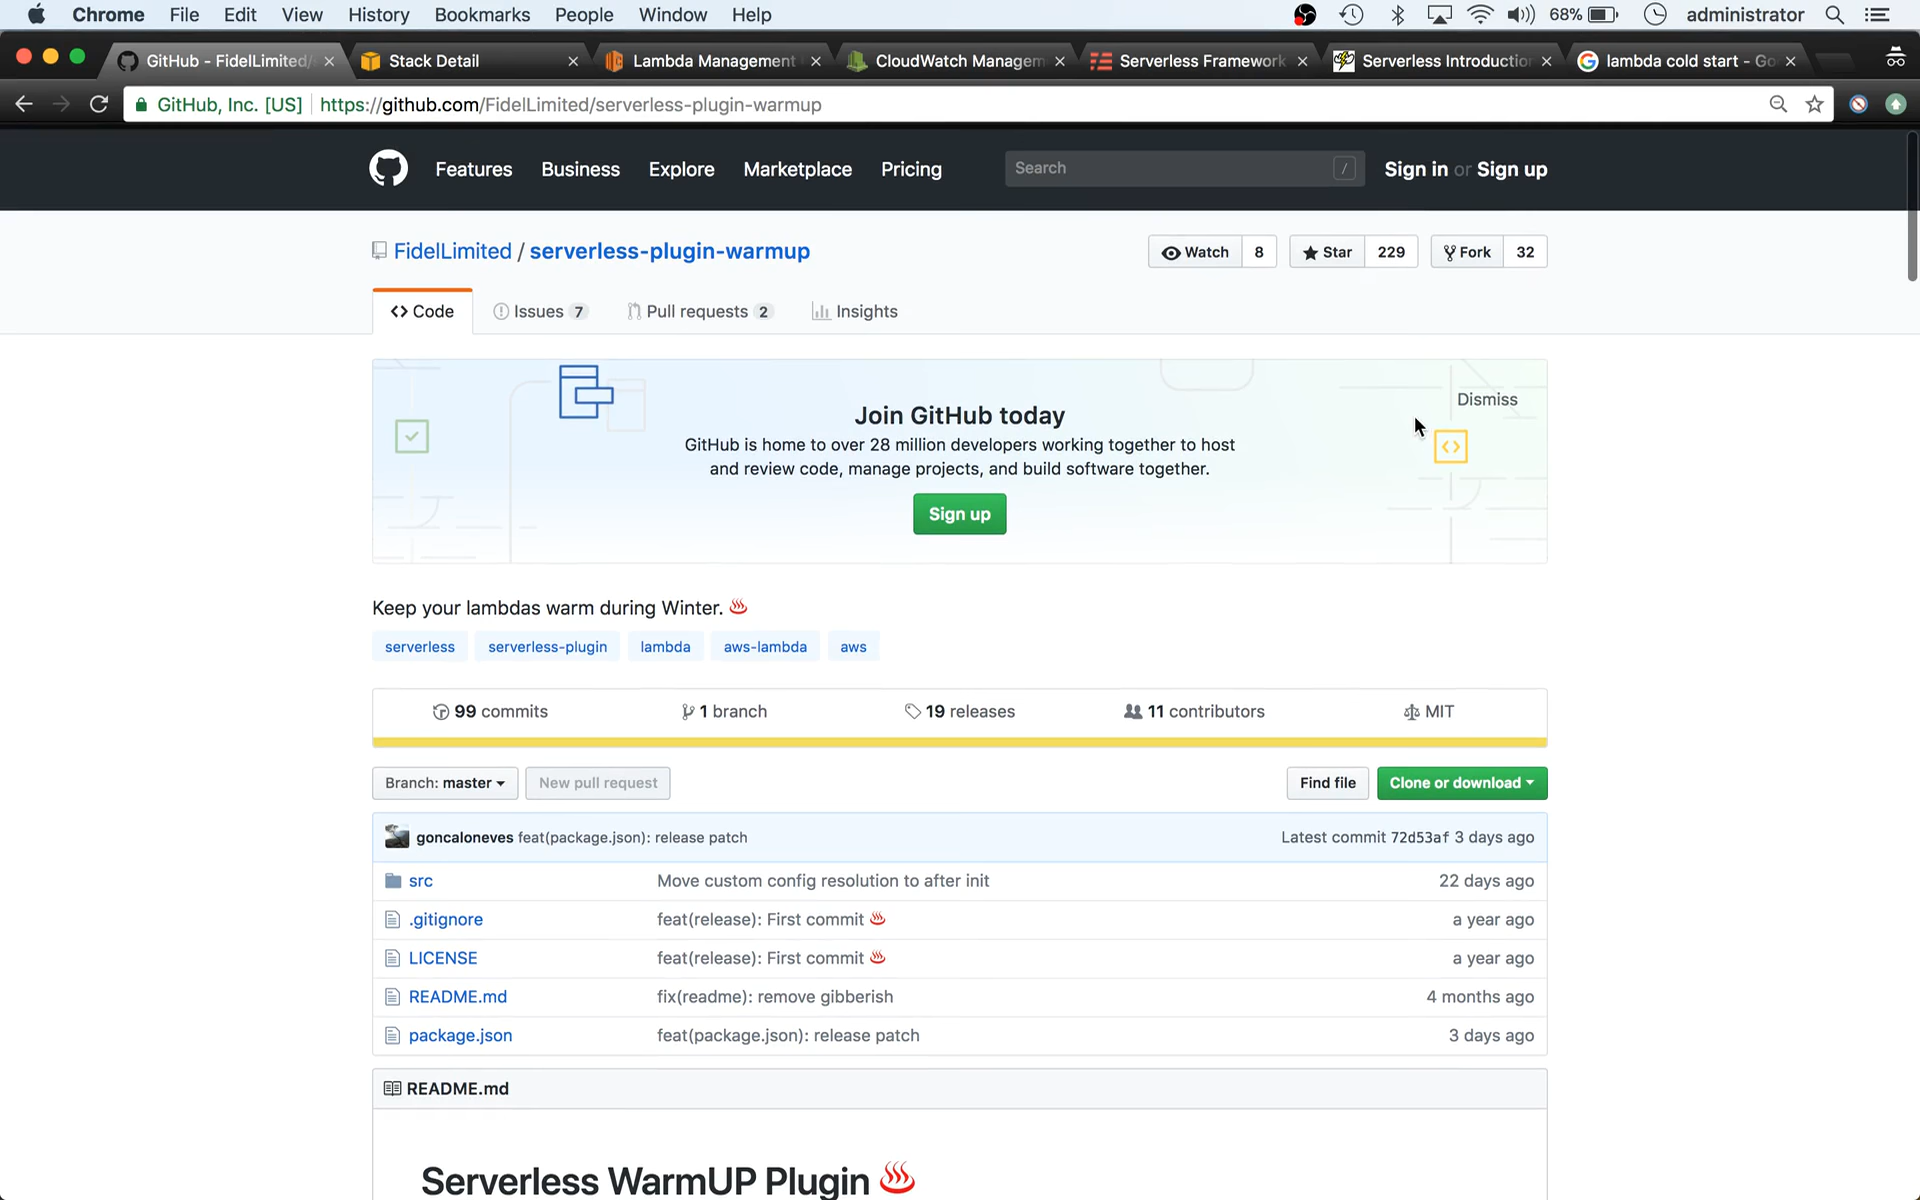 Chrome File Edit View History Bookmarks People Window Help 68% administrator
GitHub - FidelLimited/ Stack Detail Lambda Management CloudWatch Managem Serverless Framework Serverless Introduction lambda cold start - Go
GitHub, Inc. [US] https://github.com/FidelLimited/serverless-plugin-warmup
Features Business Explore Marketplace Pricing Search / Sign in or Sign up
FidelLimited / serverless-plugin-warmup Watch 8 Star 229 Fork 32
<> Code Issues 7 Pull requests 2 Insights
Dismiss
Join GitHub today
GitHub is home to over 28 million developers working together to host
and review code, manage projects, and build software together.
Sign up
Keep your lambdas warm during Winter. ♨
serverless serverless-plugin lambda aws-lambda aws
99 commits 1 branch 19 releases 11 contributors MIT
Branch: master New pull request Find file Clone or download
goncaloneves feat(package.json): release patch Latest commit 72d53af 3 days ago
src Move custom config resolution to after init 22 days ago
.gitignore feat(release): First commit ♨ a year ago
LICENSE feat(release): First commit ♨ a year ago
README.md fix(readme): remove gibberish 4 months ago
package.json feat(package.json): release patch 3 days ago
README.md
Serverless WarmUP Plugin ♨